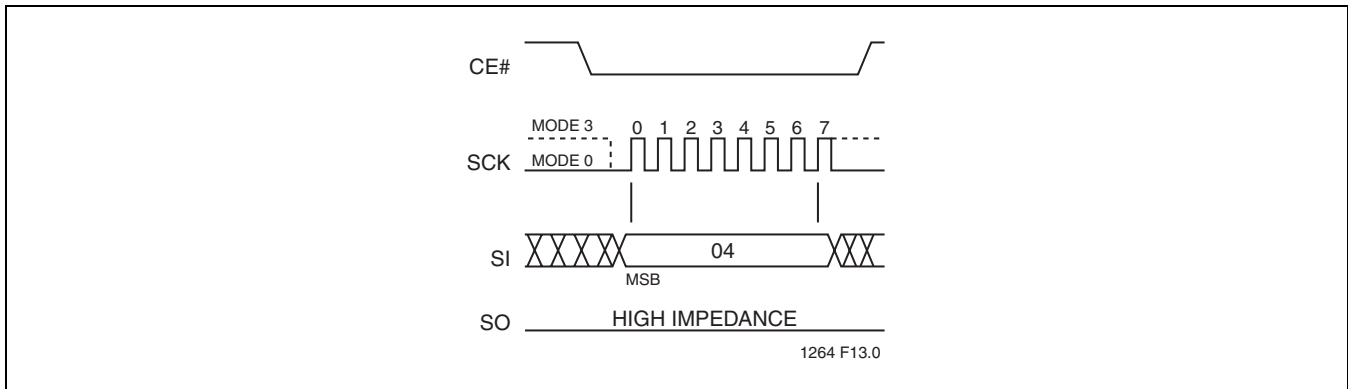 CE#
MODE 3
0 1 2 3 4 5 6 7
SCK
MODE 0
SI
04
MSB
SO
HIGH IMPEDANCE
1264 F13.0